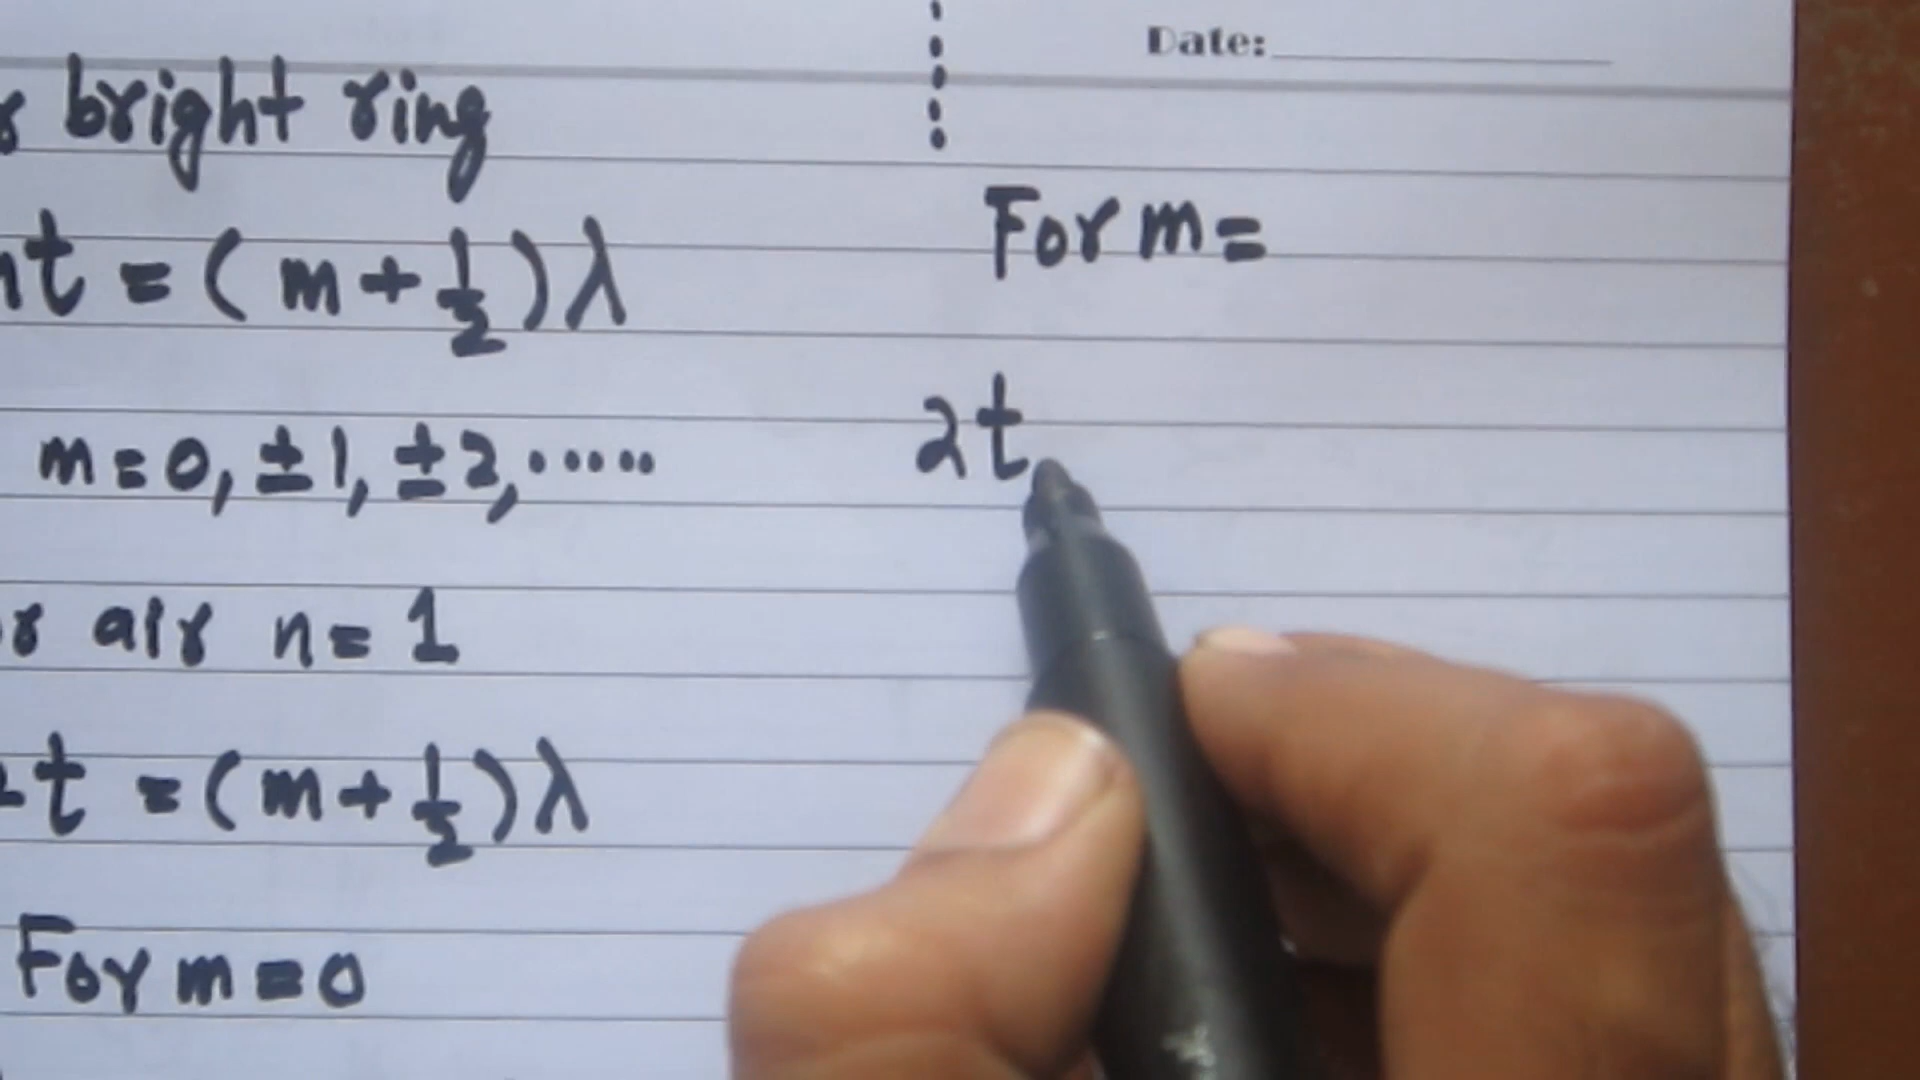 bright ring
t = (m + 1/2) λ
m = 0, ±1, ±2, .....
air n = 1
t = (m + 1/2) λ
For m = 0
Date:
For m =
2t